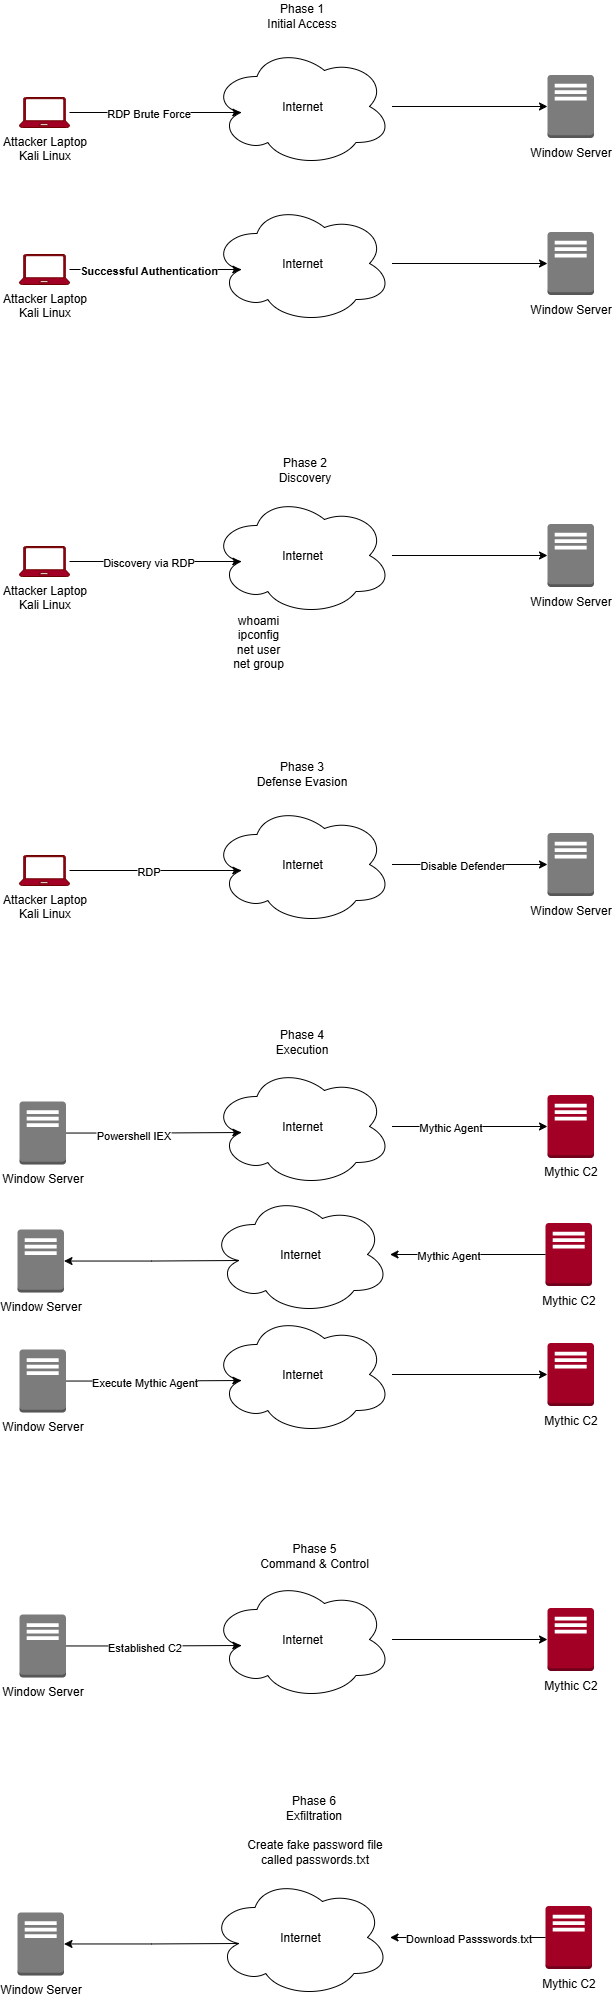 Phase 1
Initial Access
RDP Brute Force
Internet
Attacker Laptop
Kali Linux
Window Server
Successful Authentication
Internet
Attacker Laptop
Kali Linux
Window Server
Phase 2
Discovery
Discovery via RDP
Internet
Attacker Laptop
Kali Linux
Window Server
whoami
ipconfig
net user
net group
Phase 3
Defense Evasion
RDP
Internet
Disable Defender
Attacker Laptop
Kali Linux
Window Server
Phase 4
Execution
Powershell IEX
Internet
Mythic Agent
Window Server
Mythic C2
Internet
Mythic Agent
Window Server
Mythic C2
Execute Mythic Agent
Internet
Window Server
Mythic C2
Phase 5
Command & Control
Established C2
Internet
Window Server
Mythic C2
Phase 6
Exfiltration
Create fake password file
called passwords.txt
Internet
Download Passswords.txt
Window Server
Mythic C2